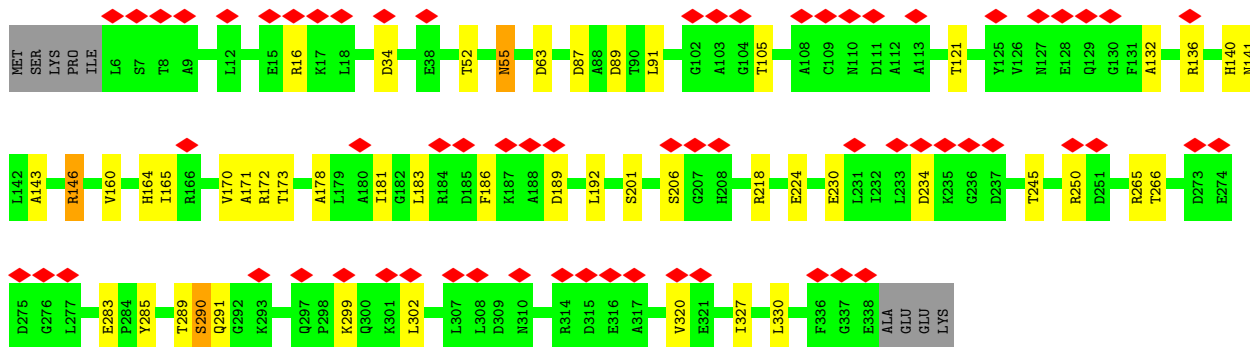 MET SER LYS PRO ILE L6 S7 T8 A9 L12 E15 R16 K17 L18 D34 E38 T52 N55 D63 D87 A88 D89 T90 L91 G102 A103 G104 T105 A108 C109 N110 D111 A112 A113 T121 Y125 V126 N127 E128 Q129 G130 F131 A132 R136 H140 N141
L142 A143 R146 V160 H164 I165 R166 V170 A171 R172 T173 A178 L179 A180 I181 G182 L183 R184 D185 F186 K187 A188 D189 L192 S201 S206 G207 H208 R218 E224 E230 L231 I232 L233 D234 K235 G236 D237 T245 R250 D251 R265 T266 D273 E274
D275 G276 L277 E283 P284 Y285 T289 S290 Q291 G292 K293 Q297 P298 K299 Q300 K301 L302 L307 L308 D309 N310 R314 D315 E316 A317 V320 E321 I327 L330 F336 G337 E338 ALA GLU GLU LYS